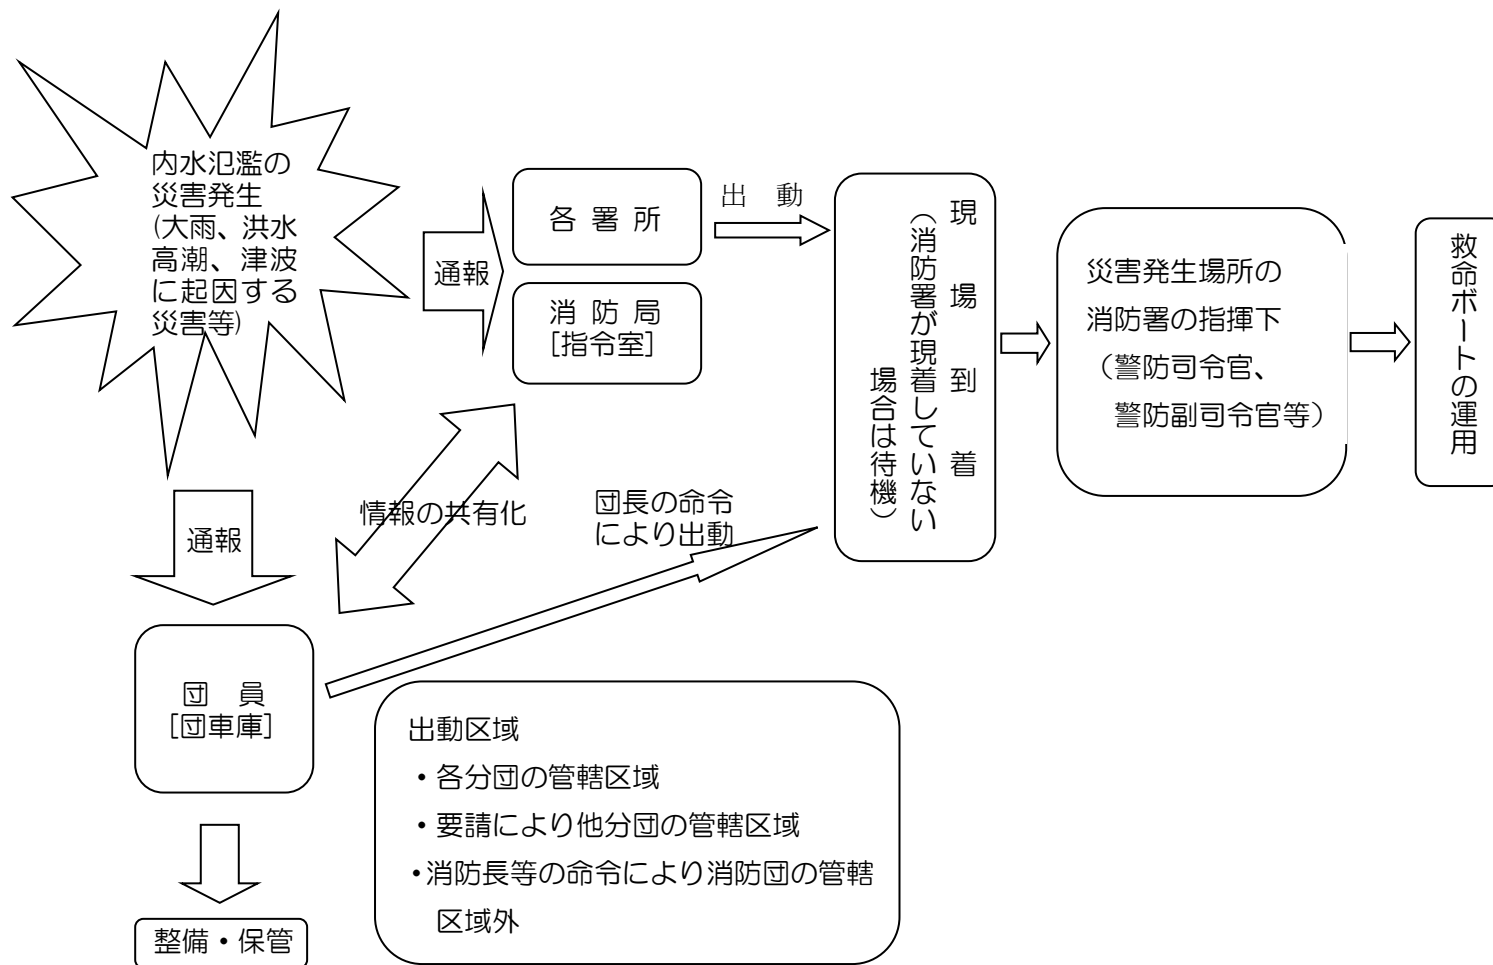 内水氾濫の
災害発生
(大雨、洪水
高潮、津波
に起因する
災害等)
通報
各 署 所
消 防 局
[指令室]
出　動
現　場　到　着
（消防署が現着していない
場合は待機）
災害発生場所の
消防署の指揮下
（警防司令官、
警防副司令官等）
救命ボートの運用
通報
情報の共有化
団長の命令
により出動
団　員
[団車庫]
出動区域
・各分団の管轄区域
・要請により他分団の管轄区域
・消防長等の命令により消防団の管轄
区域外
整備・保管